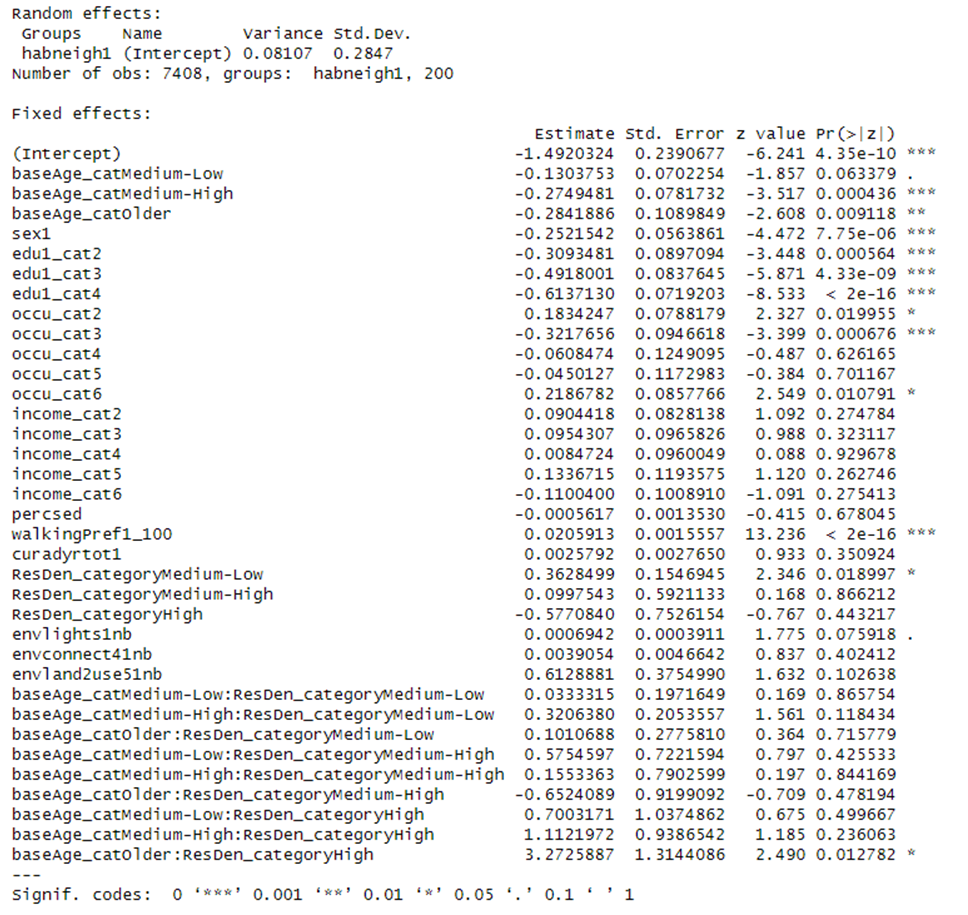 Random effects:
Groups Name Variance Std.Dev.
habneigh1 (Intercept) 0.08107 0.2847
Number of obs: 7408, groups: habneigh1, 200
Fixed effects:
Estimate Std. Error z value Pr(>|z|)
(Intercept) -1.4920324 0.2390677 -6.241 4.35e-10 ***
baseAge_catMedium-Low -0.1303753 0.0702254 -1.857 0.063379 .
baseAge_catMedium-High -0.2749481 0.0781732 -3.517 0.000436 ***
baseAge_catOlder -0.2841886 0.1089849 -2.608 0.009118 **
sex1 -0.2521542 0.0563861 -4.472 7.75e-06 ***
edu1_cat2 -0.3093481 0.0897094 -3.448 0.000564 ***
edu1_cat3 -0.4918001 0.0837645 -5.871 4.33e-09 ***
edu1_cat4 -0.6137130 0.0719203 -8.533 < 2e-16 ***
occu_cat2 0.1834247 0.0788179 2.327 0.019955 *
occu_cat3 -0.3217656 0.0946618 -3.399 0.000676 ***
occu_cat4 -0.0608474 0.1249095 -0.487 0.626165
occu_cat5 -0.0450127 0.1172983 -0.384 0.701167
occu_cat6 0.2186782 0.0857766 2.549 0.010791 *
income_cat2 0.0904418 0.0828138 1.092 0.274784
income_cat3 0.0954307 0.0965826 0.988 0.323117
income_cat4 0.0084724 0.0960049 0.088 0.929678
income_cat5 0.1336715 0.1193575 1.120 0.262746
income_cat6 -0.1100400 0.1008910 -1.091 0.275413
percsed -0.0005617 0.0013530 -0.415 0.678045
walkingPref1_100 0.0205913 0.0015557 13.236 < 2e-16 ***
curadyrtot1 0.0025792 0.0027650 0.933 0.350924
ResDen_categoryMedium-Low 0.3628499 0.1546945 2.346 0.018997 *
ResDen_categoryMedium-High 0.0997543 0.5921133 0.168 0.866212
ResDen_categoryHigh -0.5770840 0.7526154 -0.767 0.443217
envlights1nb 0.0006942 0.0003911 1.775 0.075918 .
envconnect41nb 0.0039054 0.0046642 0.837 0.402412
envland2use51nb 0.6128881 0.3754990 1.632 0.102638
baseAge_catMedium-Low:ResDen_categoryMedium-Low 0.0333315 0.1971649 0.169 0.865754
baseAge_catMedium-High:ResDen_categoryMedium-Low 0.3206380 0.2053557 1.561 0.118434
baseAge_catOlder:ResDen_categoryMedium-Low 0.1010688 0.2775810 0.364 0.715779
baseAge_catMedium-Low:ResDen_categoryMedium-High 0.5754597 0.7221594 0.797 0.425533
baseAge_catMedium-High:ResDen_categoryMedium-High 0.1553363 0.7902599 0.197 0.844169
baseAge_catOlder:ResDen_categoryMedium-High -0.6524089 0.9199092 -0.709 0.478194
baseAge_catMedium-Low:ResDen_categoryHigh 0.7003171 1.0374862 0.675 0.499667
baseAge_catMedium-High:ResDen_categoryHigh 1.1121972 0.9386542 1.185 0.236063
baseAge_catOlder:ResDen_categoryHigh 3.2725887 1.3144086 2.490 0.012782 *
---
Signif. codes: 0 ‘***’ 0.001 ‘**’ 0.01 ‘*’ 0.05 ‘.’ 0.1 ‘ ’ 1